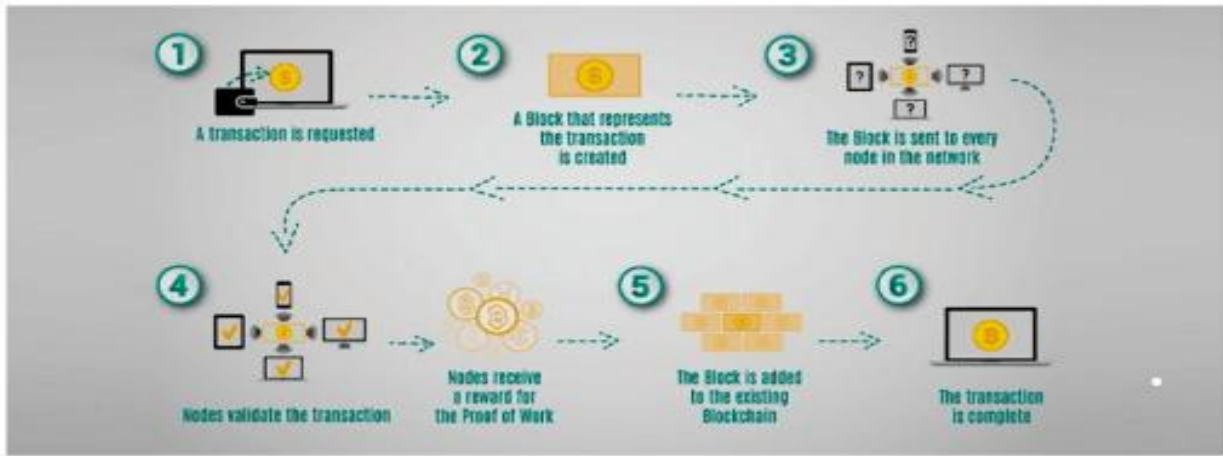 1
A transaction is requested
2
A Block that represents
the transaction
is created
3
The Block is sent to every
node in the network
4
Nodes validate the transaction
Nodes receive
a reward for
the Proof of Work
5
The Block is added
to the existing
Blockchain
6
The transaction
is complete